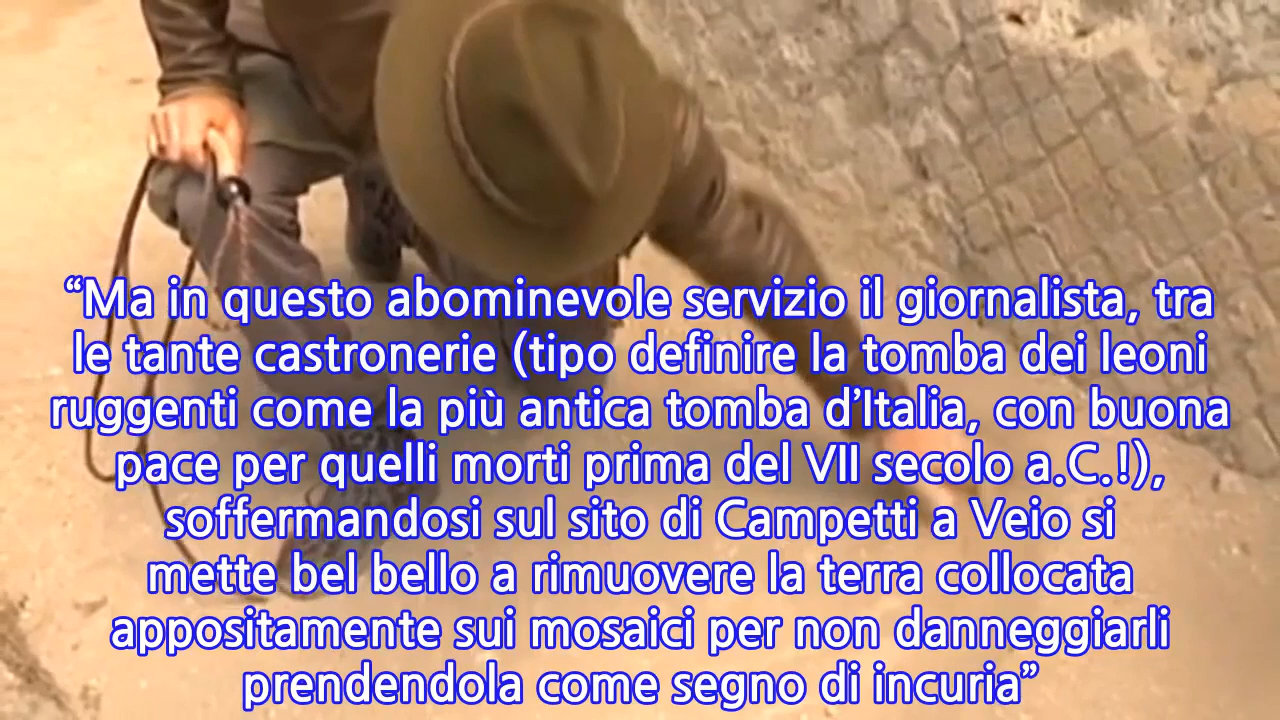 “Ma in questo abominevole servizio il giornalista, tra
le tante castronerie (tipo definire la tomba dei leoni
ruggenti come la più antica tomba d’Italia, con buona
pace per quelli morti prima del VII secolo a.C.!),
soffermandosi sul sito di Campetti a Veio si
mette bel bello a rimuovere la terra collocata
appositamente sui mosaici per non danneggiarli
prendendola come segno di incuria”